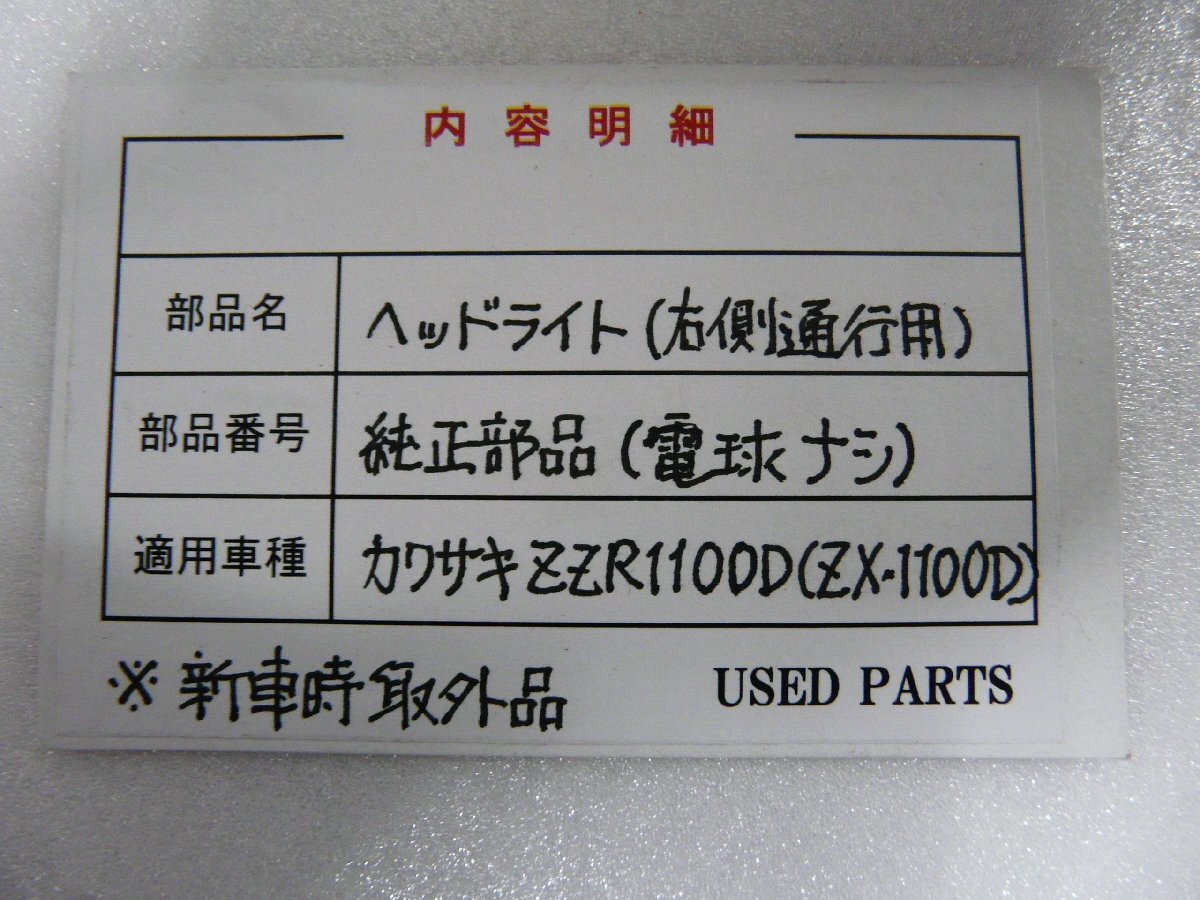 内容明細
部品名 ヘッドライト(右側通行用)
部品番号 純正部品(電球ナシ)
適用車種 カワサキZZR1100D(ZX-1100D)
※新車時取外品 USED PARTS